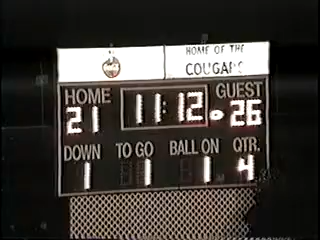 HOME OF THE
COUGARS
HOME 11:12 GUEST
21 26
DOWN TO GO BALL ON QTR.
1 1 1 4